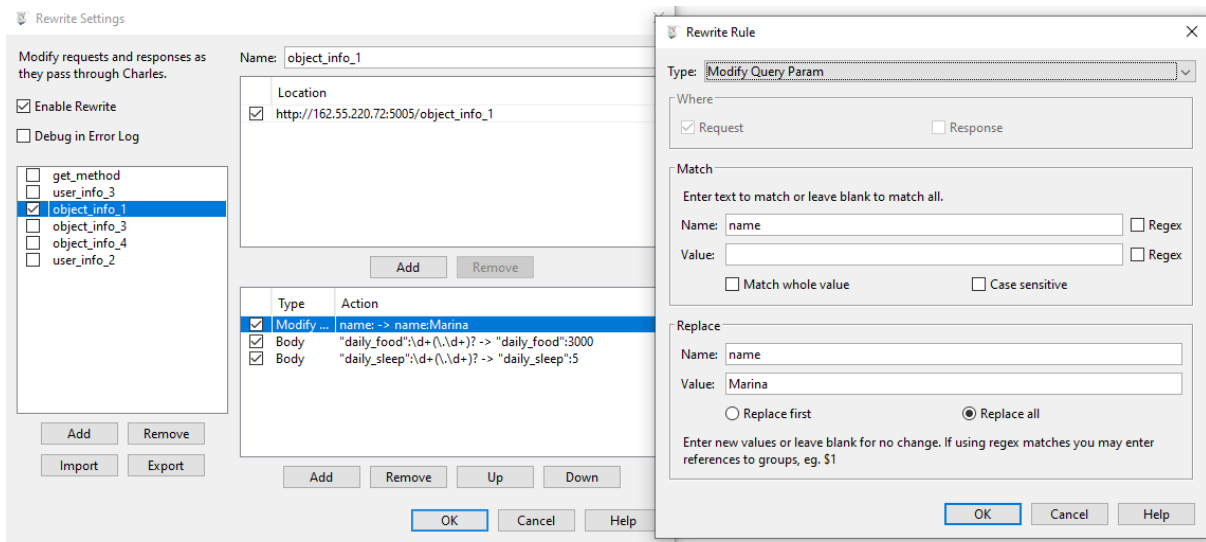 Rewrite Settings
Modify requests and responses as
they pass through Charles.
Enable Rewrite
Debug in Error Log
get_method
user_info_3
object_info_1
object_info_3
object_info_4
user_info_2
Add
Remove
Import
Export
Name: object_info_1
Location
http://162.55.220.72:5005/object_info_1
Add
Remove
Type Action
Modify ... name: -> name:Marina
Body "daily_food":\d+(\.\d+)? -> "daily_food":3000
Body "daily_sleep":\d+(\.\d+)? -> "daily_sleep":5
Add
Remove
Up
Down
OK
Cancel
Help
Rewrite Rule
Type: Modify Query Param
Where
Request
Response
Match
Enter text to match or leave blank to match all.
Name: name
Regex
Value:
Regex
Match whole value
Case sensitive
Replace
Name: name
Value: Marina
Replace first
Replace all
Enter new values or leave blank for no change. If using regex matches you may enter
references to groups, eg. $1
OK
Cancel
Help